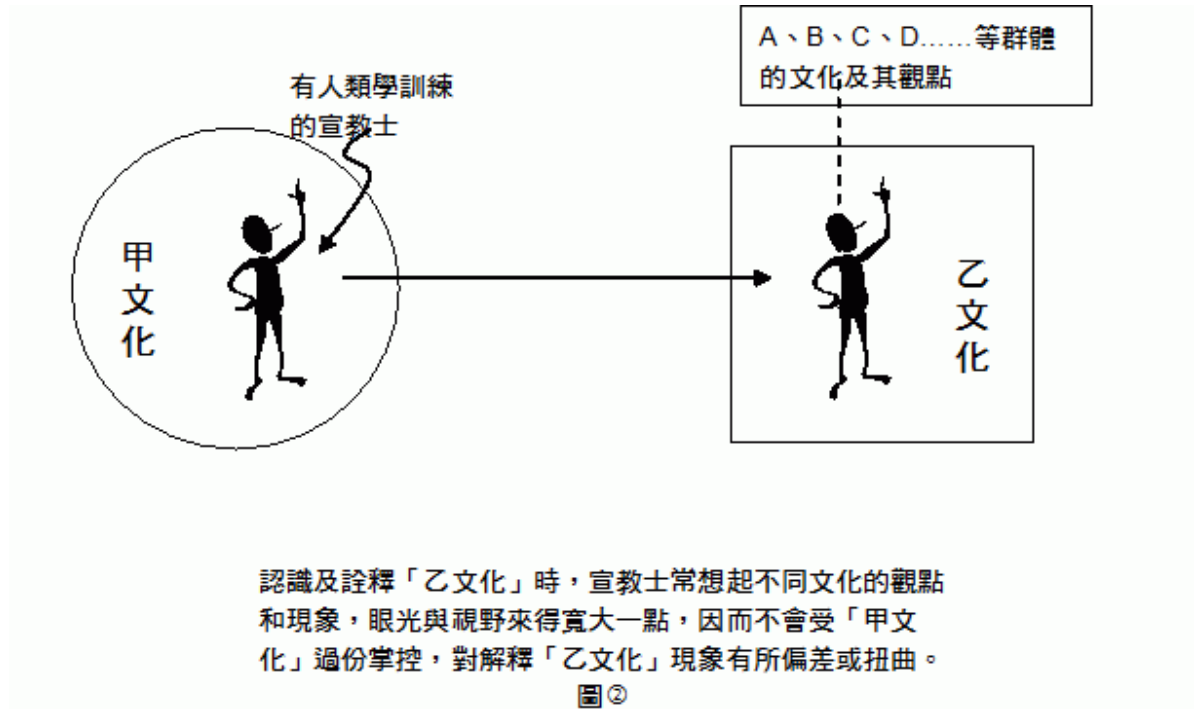 A、B、C、D……等群體
的文化及其觀點
有人類學訓練
的宣教士
甲文化
乙文化
認識及詮釋「乙文化」時，宣教士常想起不同文化的觀點
和現象，眼光與視野來得寬大一點，因而不會受「甲文
化」過份掌控，對解釋「乙文化」現象有所偏差或扭曲。
圖②